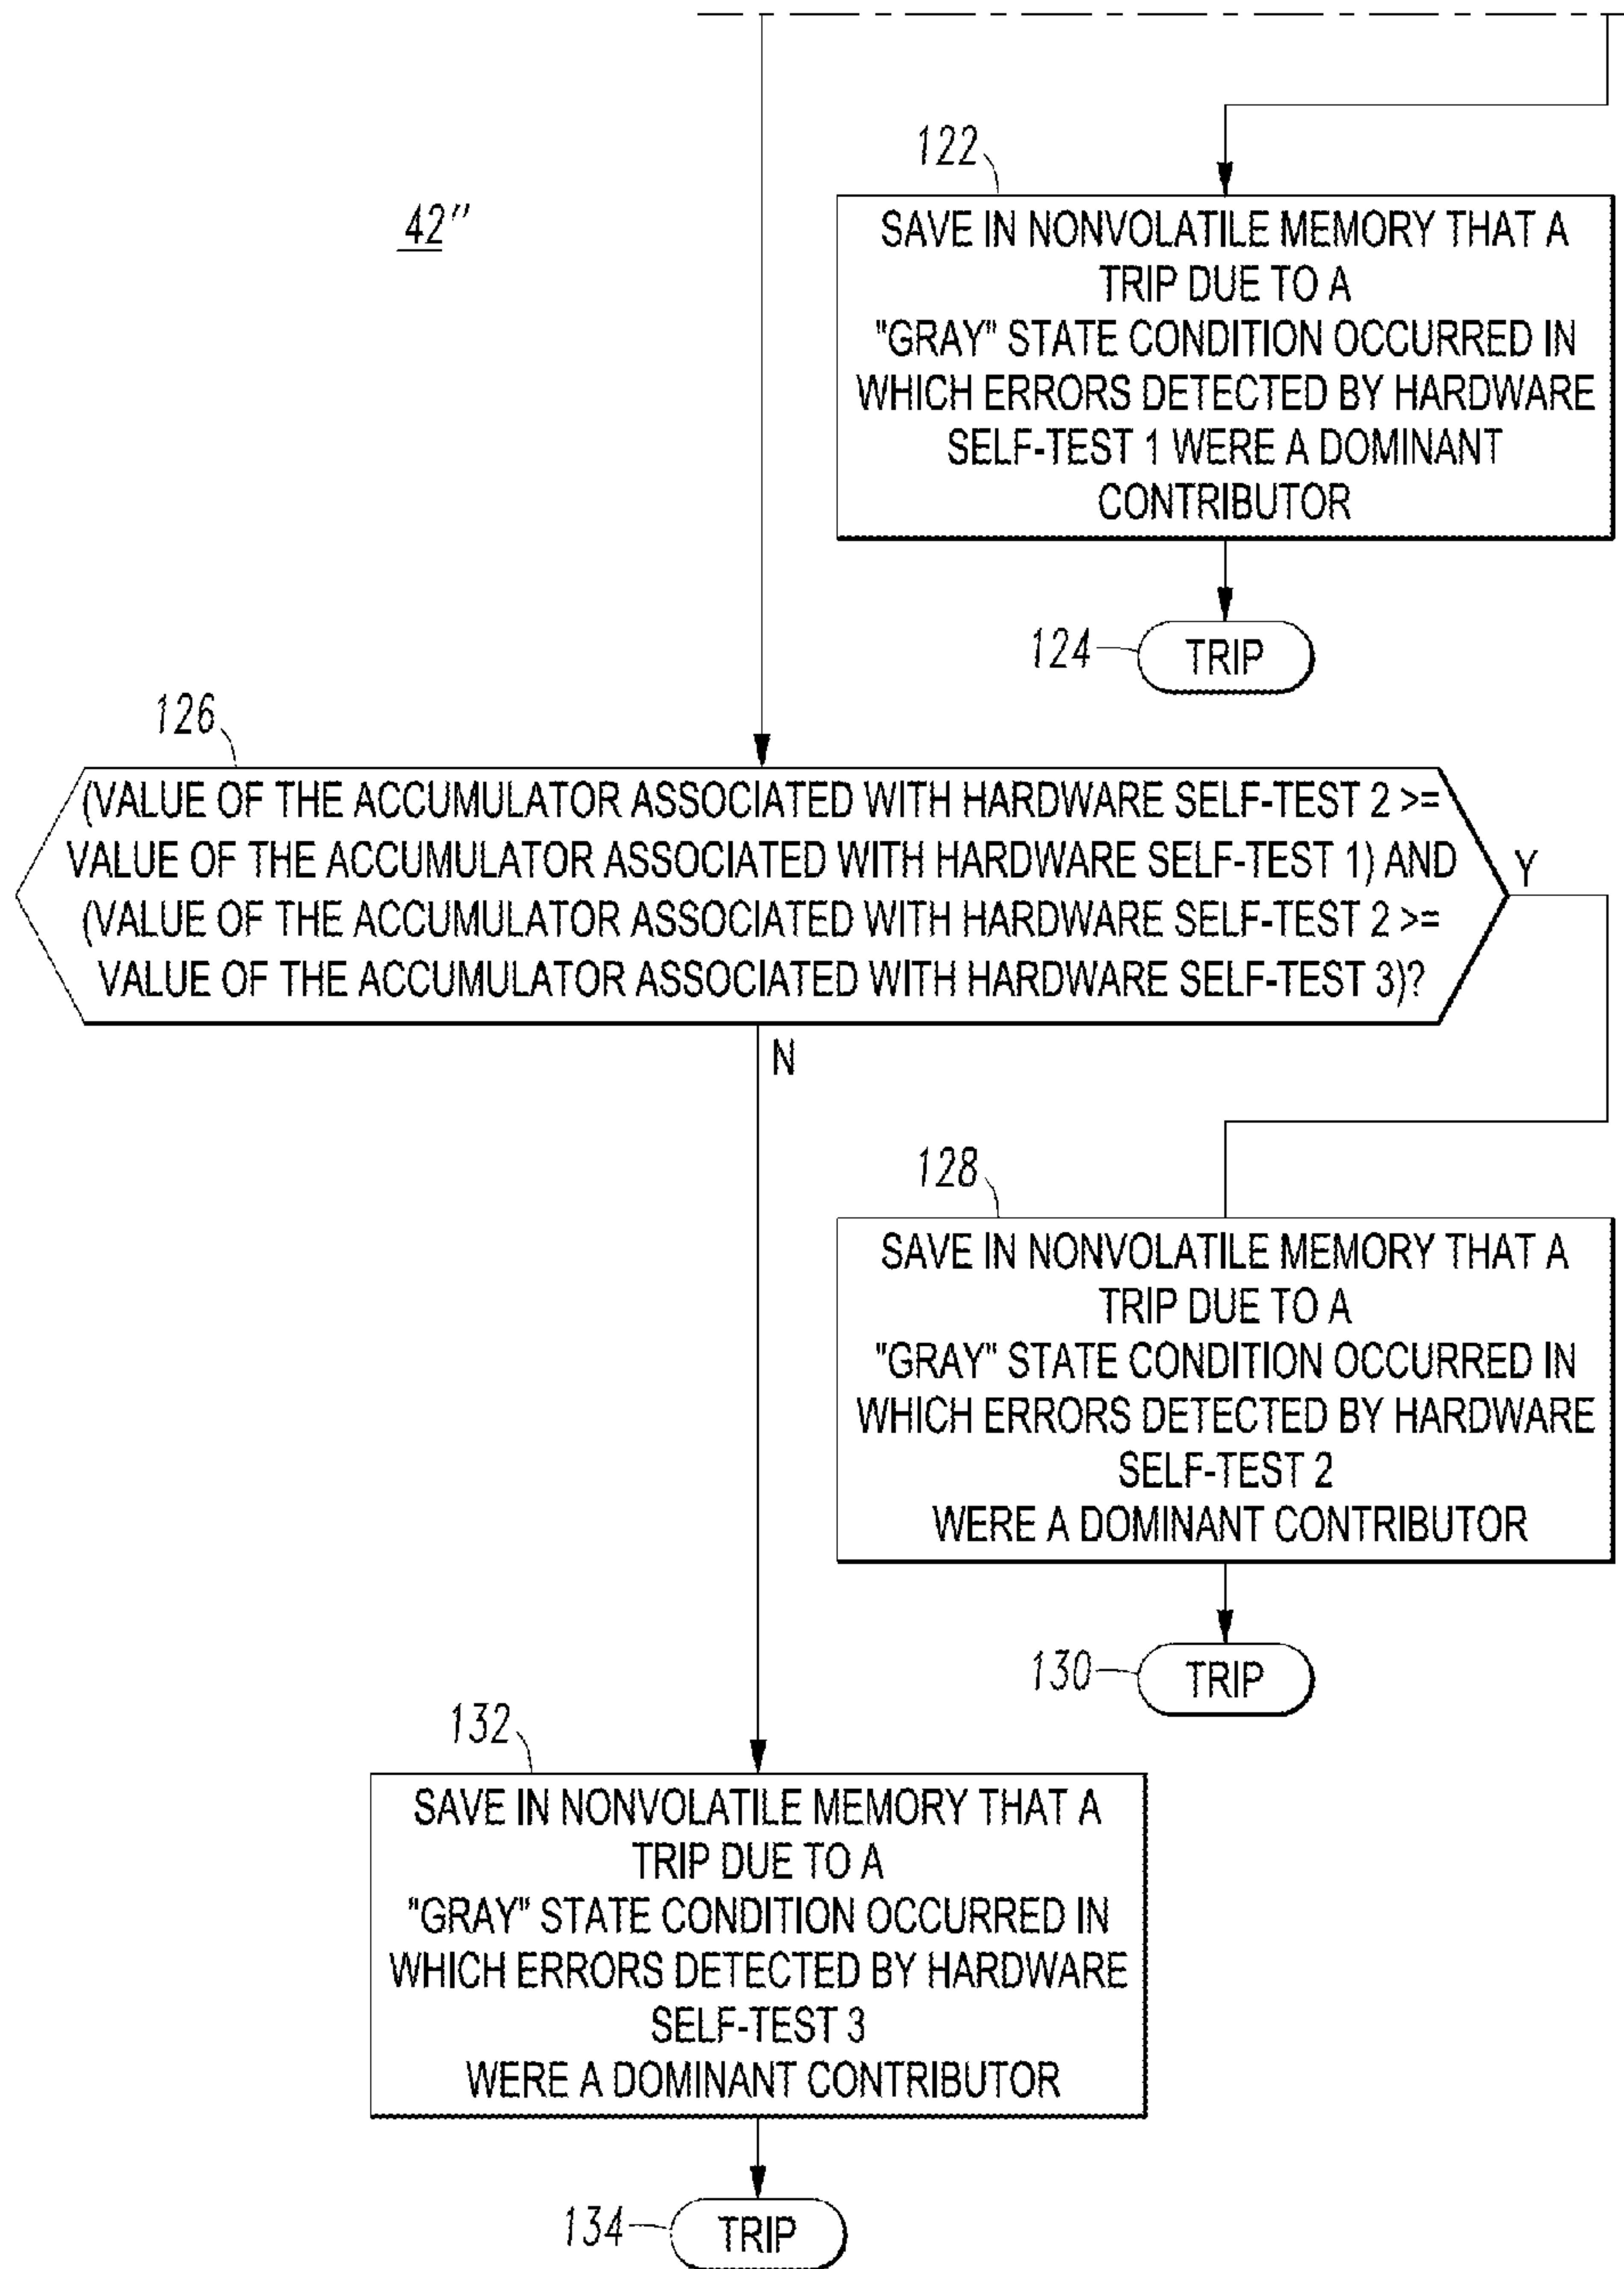 122
42"
SAVE IN NONVOLATILE MEMORY THAT A
TRIP DUE TO A
"GRAY" STATE CONDITION OCCURRED IN
WHICH ERRORS DETECTED BY HARDWARE
SELF-TEST 1 WERE A DOMINANT
CONTRIBUTOR
124
TRIP
126
(VALUE OF THE ACCUMULATOR ASSOCIATED WITH HARDWARE SELF-TEST 2 >=
VALUE OF THE ACCUMULATOR ASSOCIATED WITH HARDWARE SELF-TEST 1) AND
(VALUE OF THE ACCUMULATOR ASSOCIATED WITH HARDWARE SELF-TEST 2 >=
VALUE OF THE ACCUMULATOR ASSOCIATED WITH HARDWARE SELF-TEST 3)?
Y
N
128
SAVE IN NONVOLATILE MEMORY THAT A
TRIP DUE TO A
"GRAY" STATE CONDITION OCCURRED IN
WHICH ERRORS DETECTED BY HARDWARE
SELF-TEST 2
WERE A DOMINANT CONTRIBUTOR
130
TRIP
132
SAVE IN NONVOLATILE MEMORY THAT A
TRIP DUE TO A
"GRAY" STATE CONDITION OCCURRED IN
WHICH ERRORS DETECTED BY HARDWARE
SELF-TEST 3
WERE A DOMINANT CONTRIBUTOR
134
TRIP